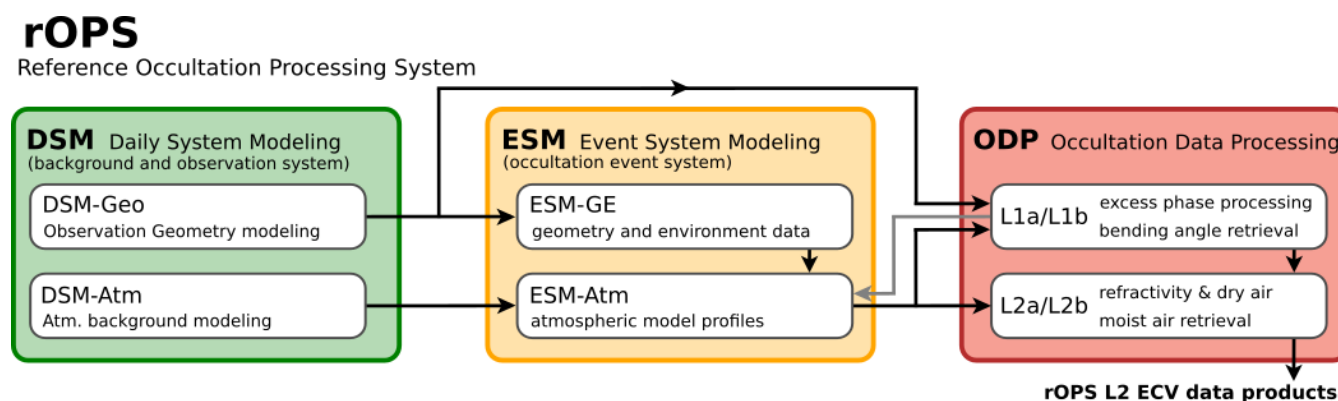 rOPS
Reference Occultation Processing System
DSM Daily System Modeling
(background and observation system)
DSM-Geo
Observation Geometry modeling
DSM-Atm
Atm. background modeling
ESM Event System Modeling
(occultation event system)
ESM-GE
geometry and environment data
ESM-Atm
atmospheric model profiles
ODP Occultation Data Processing
L1a/L1b
excess phase processing
bending angle retrieval
L2a/L2b
refractivity & dry air
moist air retrieval
rOPS L2 ECV data products